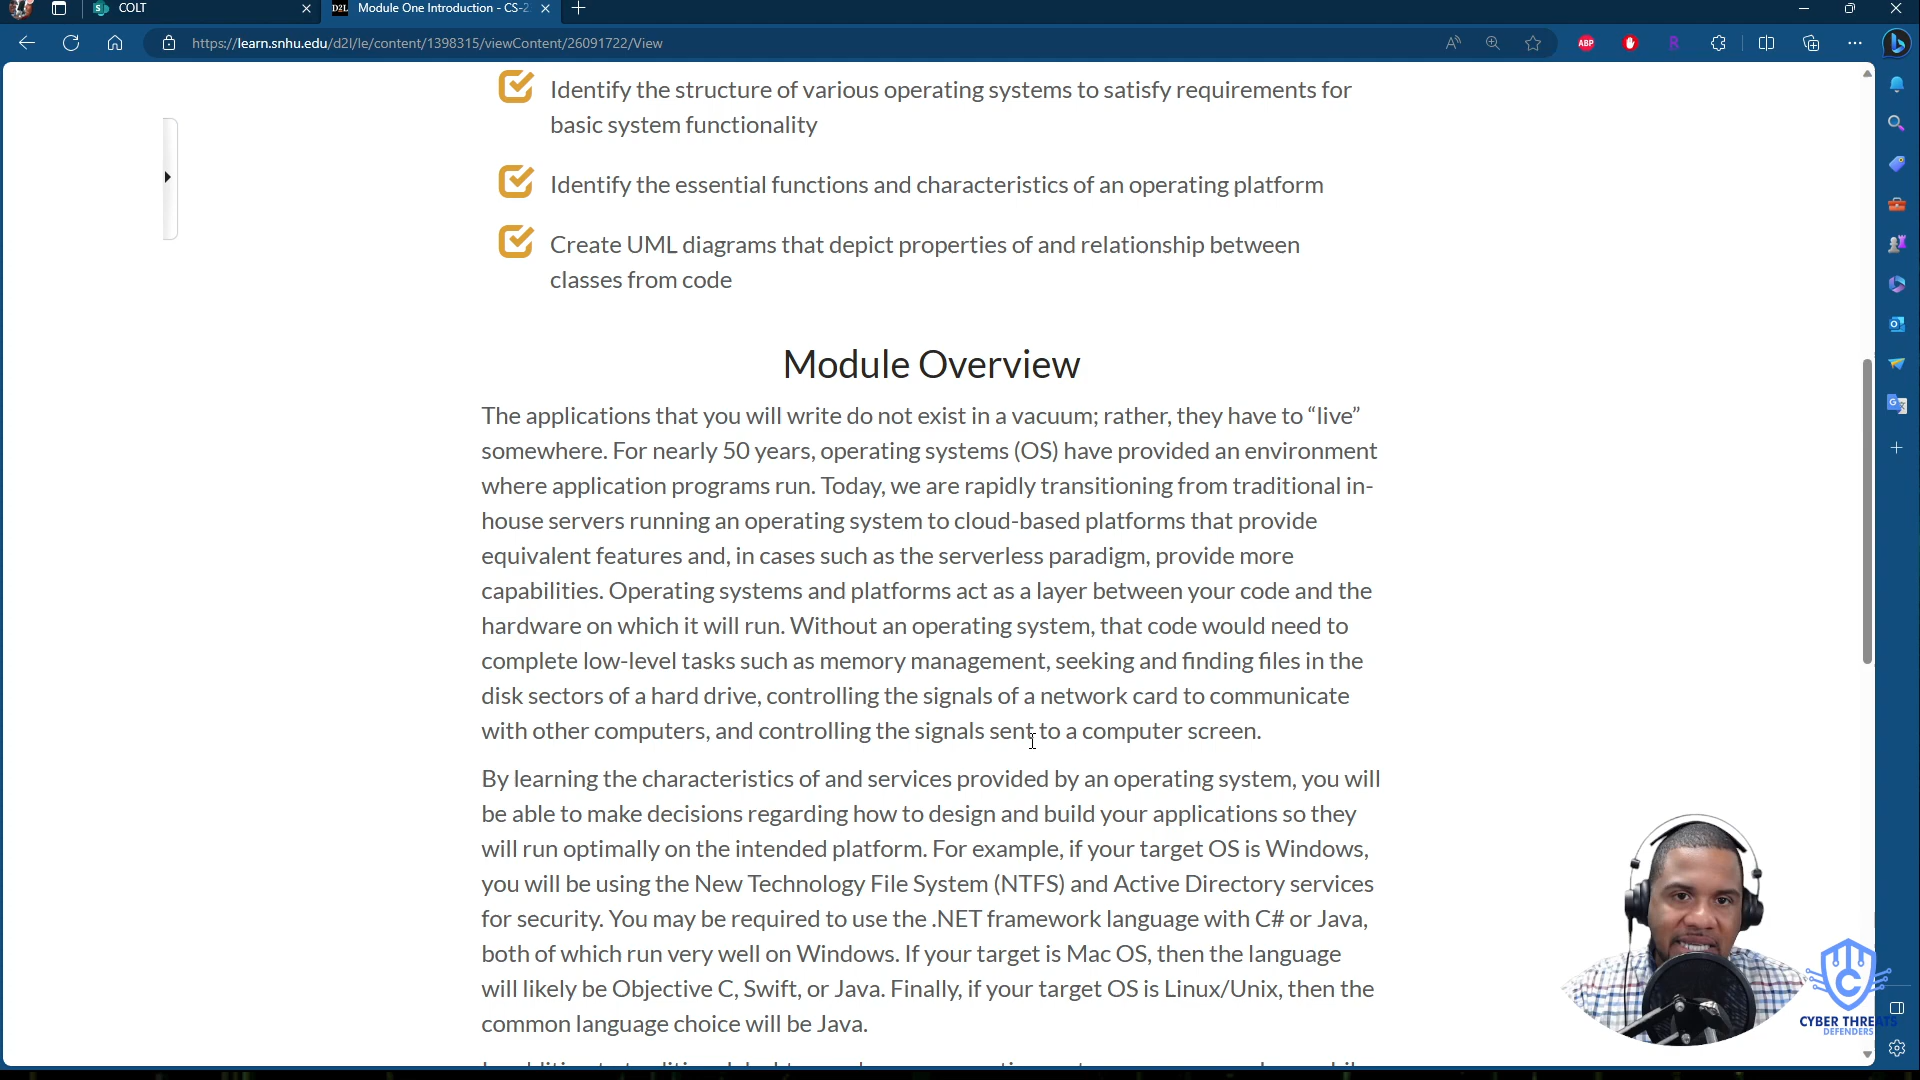 COLT
D2L Module One Introduction - CS-2
https://learn.snhu.edu/d2l/le/content/1398315/viewContent/26091722/View
ABP
Identify the structure of various operating systems to satisfy requirements for
basic system functionality
Identify the essential functions and characteristics of an operating platform
Create UML diagrams that depict properties of and relationship between
classes from code
Module Overview
The applications that you will write do not exist in a vacuum; rather, they have to “live”
somewhere. For nearly 50 years, operating systems (OS) have provided an environment
where application programs run. Today, we are rapidly transitioning from traditional in-
house servers running an operating system to cloud-based platforms that provide
equivalent features and, in cases such as the serverless paradigm, provide more
capabilities. Operating systems and platforms act as a layer between your code and the
hardware on which it will run. Without an operating system, that code would need to
complete low-level tasks such as memory management, seeking and finding files in the
disk sectors of a hard drive, controlling the signals of a network card to communicate
with other computers, and controlling the signals sent to a computer screen.
By learning the characteristics of and services provided by an operating system, you will
be able to make decisions regarding how to design and build your applications so they
will run optimally on the intended platform. For example, if your target OS is Windows,
you will be using the New Technology File System (NTFS) and Active Directory services
for security. You may be required to use the .NET framework language with C# or Java,
both of which run very well on Windows. If your target is Mac OS, then the language
will likely be Objective C, Swift, or Java. Finally, if your target OS is Linux/Unix, then the
common language choice will be Java.
CYBER THREATS
DEFENDERS